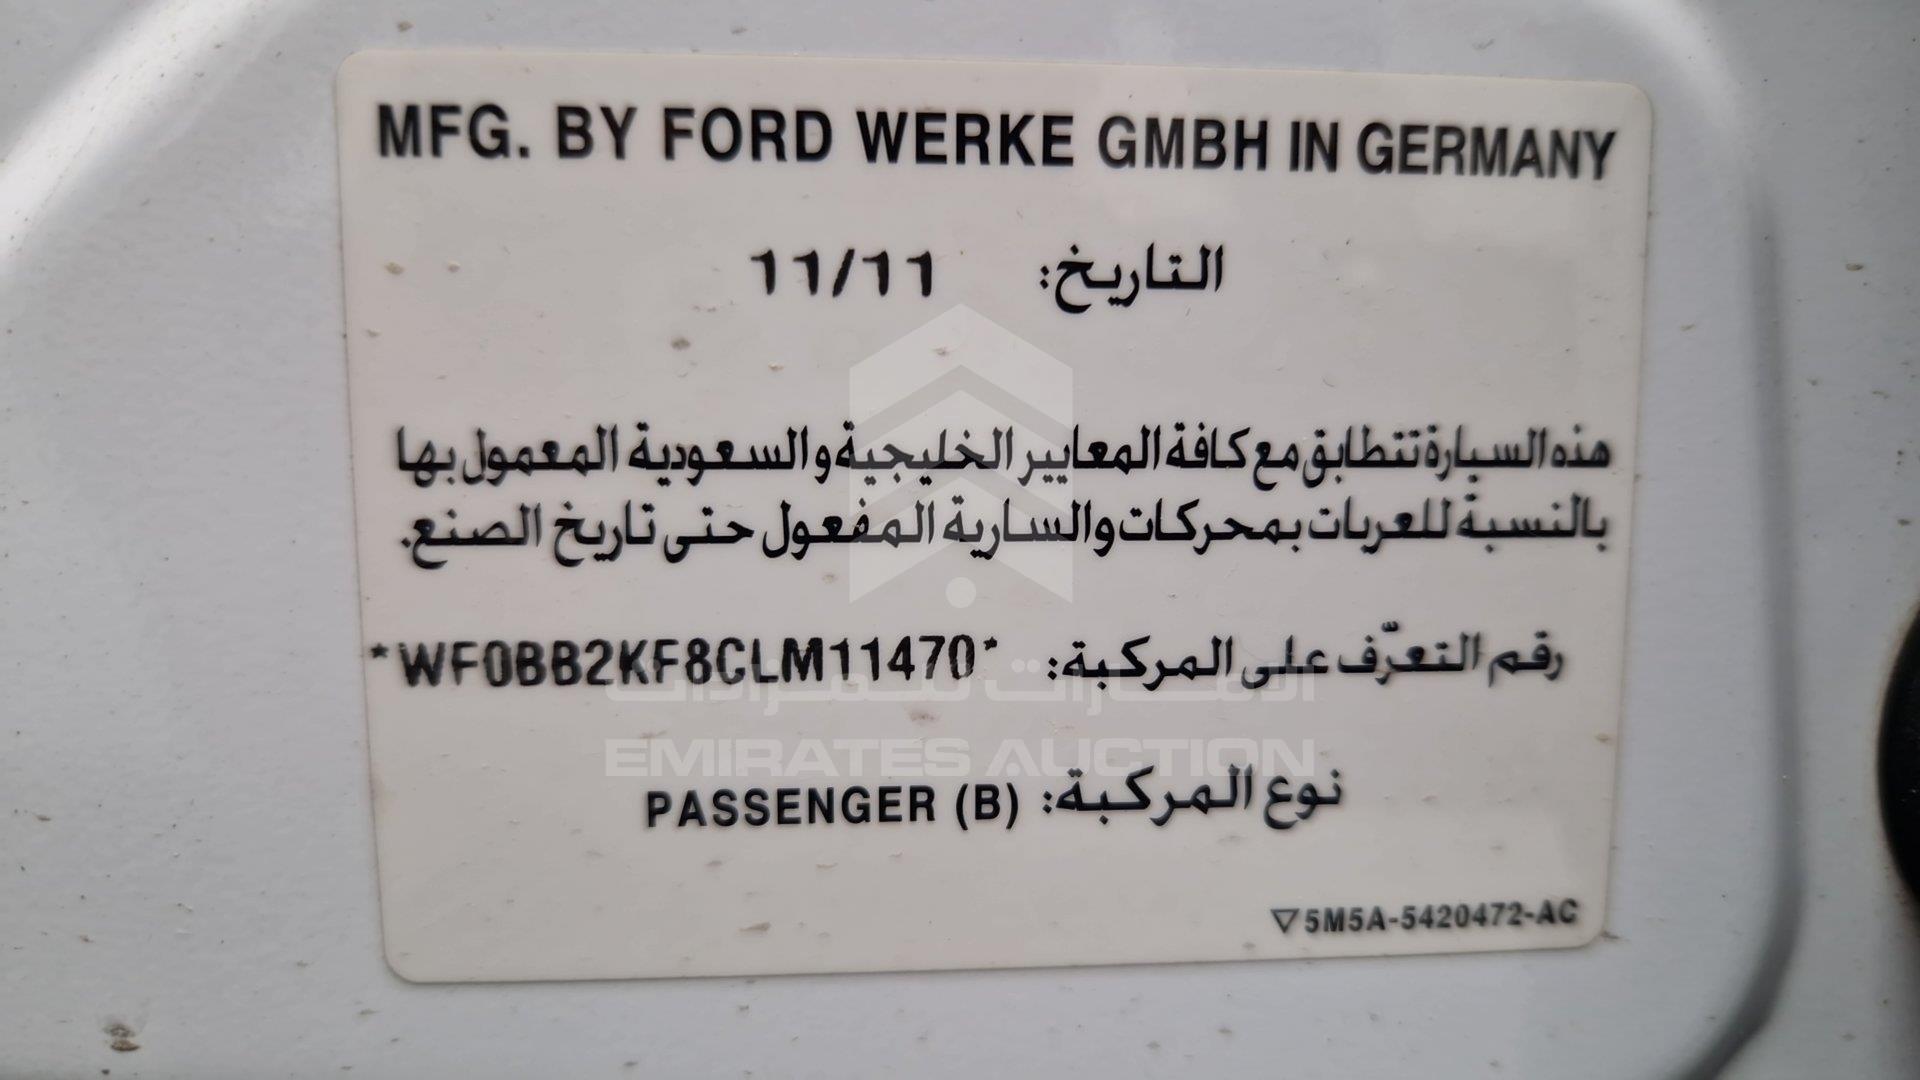 MFG. BY FORD WERKE GMBH IN GERMANY
التاريخ: 11/11
هذه السيارة تتطابق مع كافة المعايير الخليجية والسعودية المعمول بها
بالنسبة للعربات بمحركات والسارية المفعول حتى تاريخ الصنع.
رقم التعرّف على المركبة: *WF0BB2KF8CLM11470*
الإمارات للمزادات
EMIRATES AUCTION
نوع المركبة: PASSENGER (B)
▽5M5A-5420472-AC